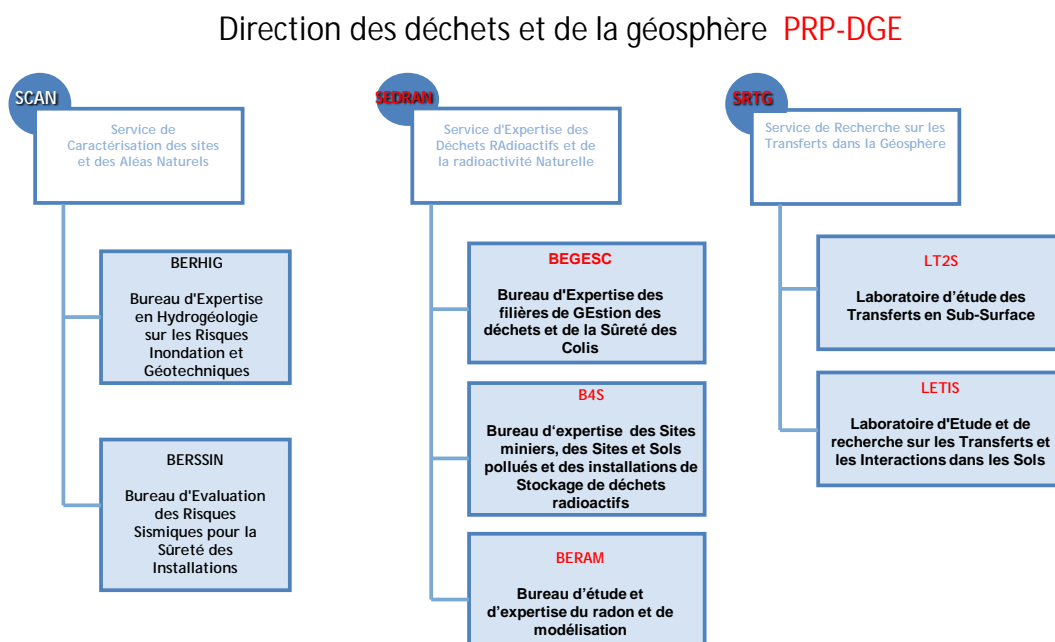 Direction des déchets et de la géosphère PRP-DGE
SCAN
Service de
Caractérisation des sites
et des Aléas Naturels
BERHIG
Bureau d'Expertise
en Hydrogéologie
sur les Risques
Inondation et
Géotechniques
BERSSIN
Bureau d'Evaluation
des Risques
Sismiques pour la
Sûreté des
Installations
SEDRAN
Service d'Expertise des
Déchets RAdioactifs et de
la radioactivité Naturelle
BEGESC
Bureau d'Expertise des
filières de GEstion des
déchets et de la Sûreté des
Colis
B4S
Bureau d‘expertise des Sites
miniers, des Sites et Sols
pollués et des installations de
Stockage de déchets
radioactifs
BERAM
Bureau d’étude et
d’expertise du radon et de
modélisation
SRTG
Service de Recherche sur les
Transferts dans la Géosphère
LT2S
Laboratoire d’étude des
Transferts en Sub-Surface
LETIS
Laboratoire d'Etude et de
recherche sur les Transferts et
les Interactions dans les Sols